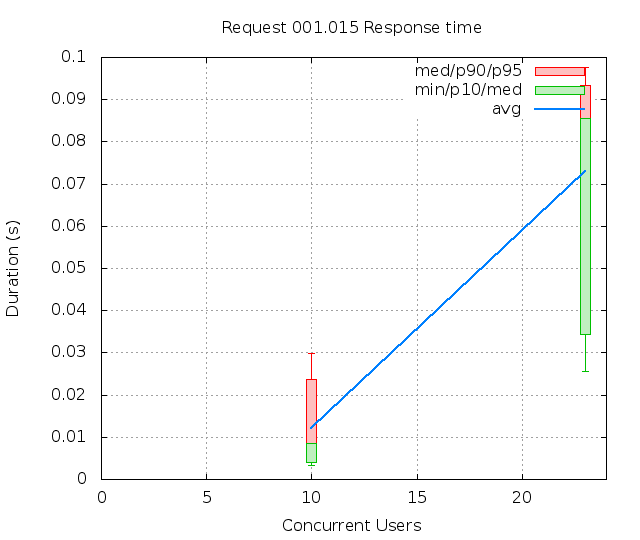 Request 001.015 Response time
0.1
0.09
0.08
0.07
0.06
0.05
0.04
0.03
0.02
0.01
0
Duration (s)
med/p90/p95
min/p10/med
avg
0 5 10 15 20
Concurrent Users